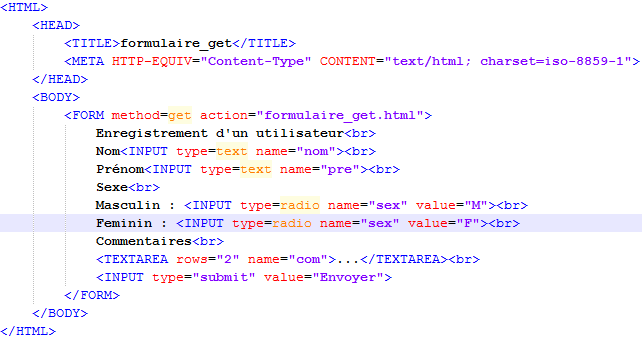 <HTML>
<HEAD>
<TITLE>formulaire_get</TITLE>
<META HTTP-EQUIV="Content-Type" CONTENT="text/html; charset=iso-8859-1">
</HEAD>
<BODY>
<FORM method=get action="formulaire_get.html">
Enregistrement d'un utilisateur<br>
Nom<INPUT type=text name="nom"><br>
Prénom<INPUT type=text name="pre"><br>
Sexe<br>
Masculin : <INPUT type=radio name="sex" value="M"><br>
Feminin : <INPUT type=radio name="sex" value="F"><br>
Commentaires<br>
<TEXTAREA rows="2" name="com">...</TEXTAREA><br>
<INPUT type="submit" value="Envoyer">
</FORM>
</BODY>
</HTML>